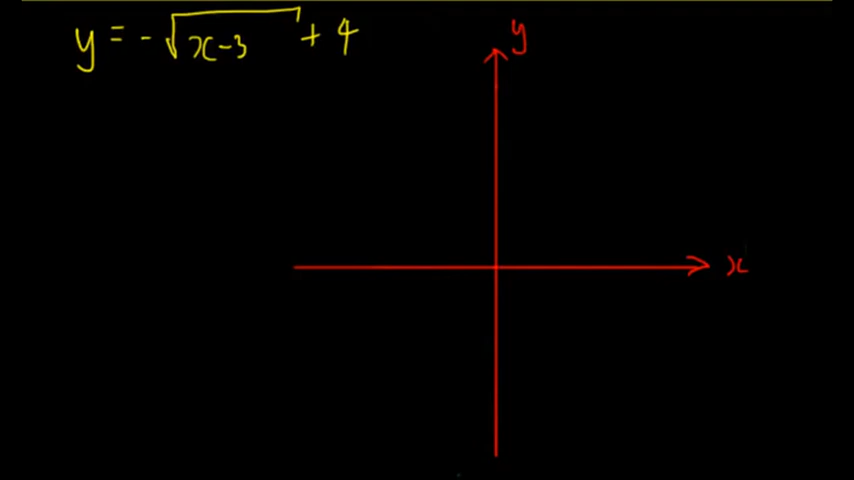 y = -√(x-3) + 4
y
x